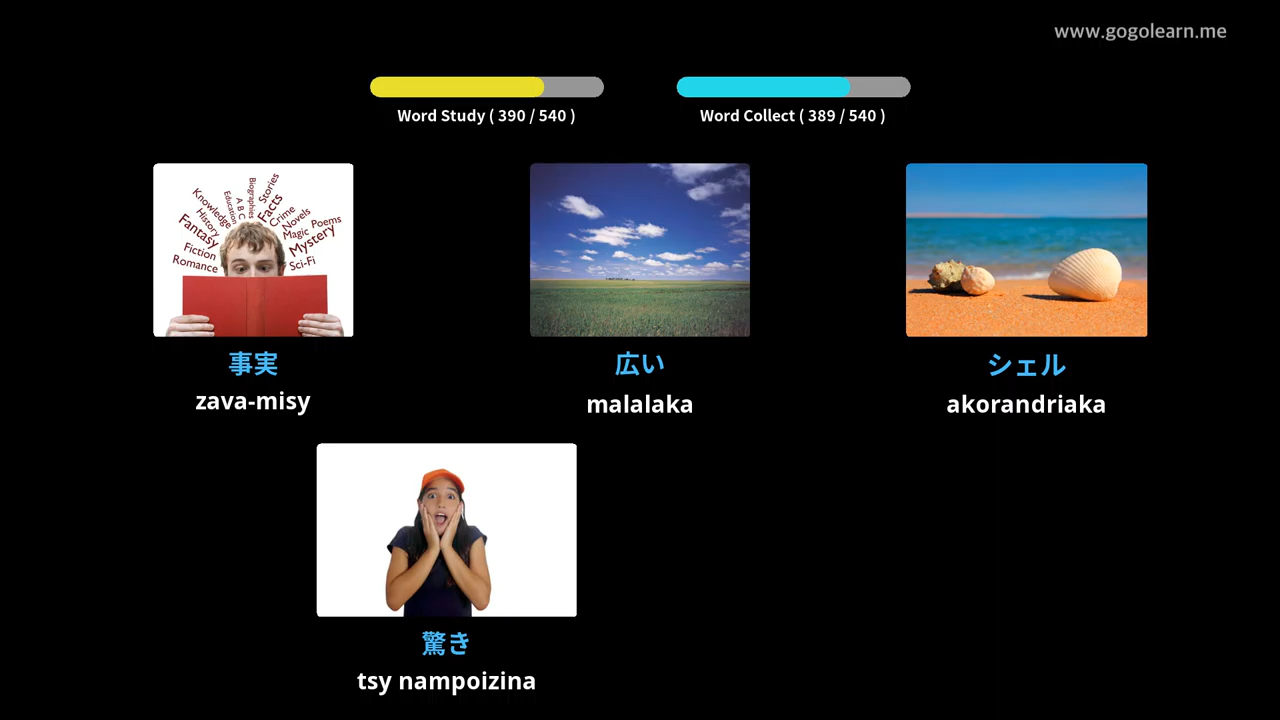 www.gogolearn.me
Word Study ( 390 / 540 )
Word Collect ( 389 / 540 )
Stories
Biographies
Facts
A B C
Crime
Education
Knowledge
Novels
Poems
History
Magic
Fantasy
Mystery
Fiction
Sci-Fi
Romance
事実
zava-misy
広い
malalaka
シェル
akorandriaka
驚き
tsy nampoizina